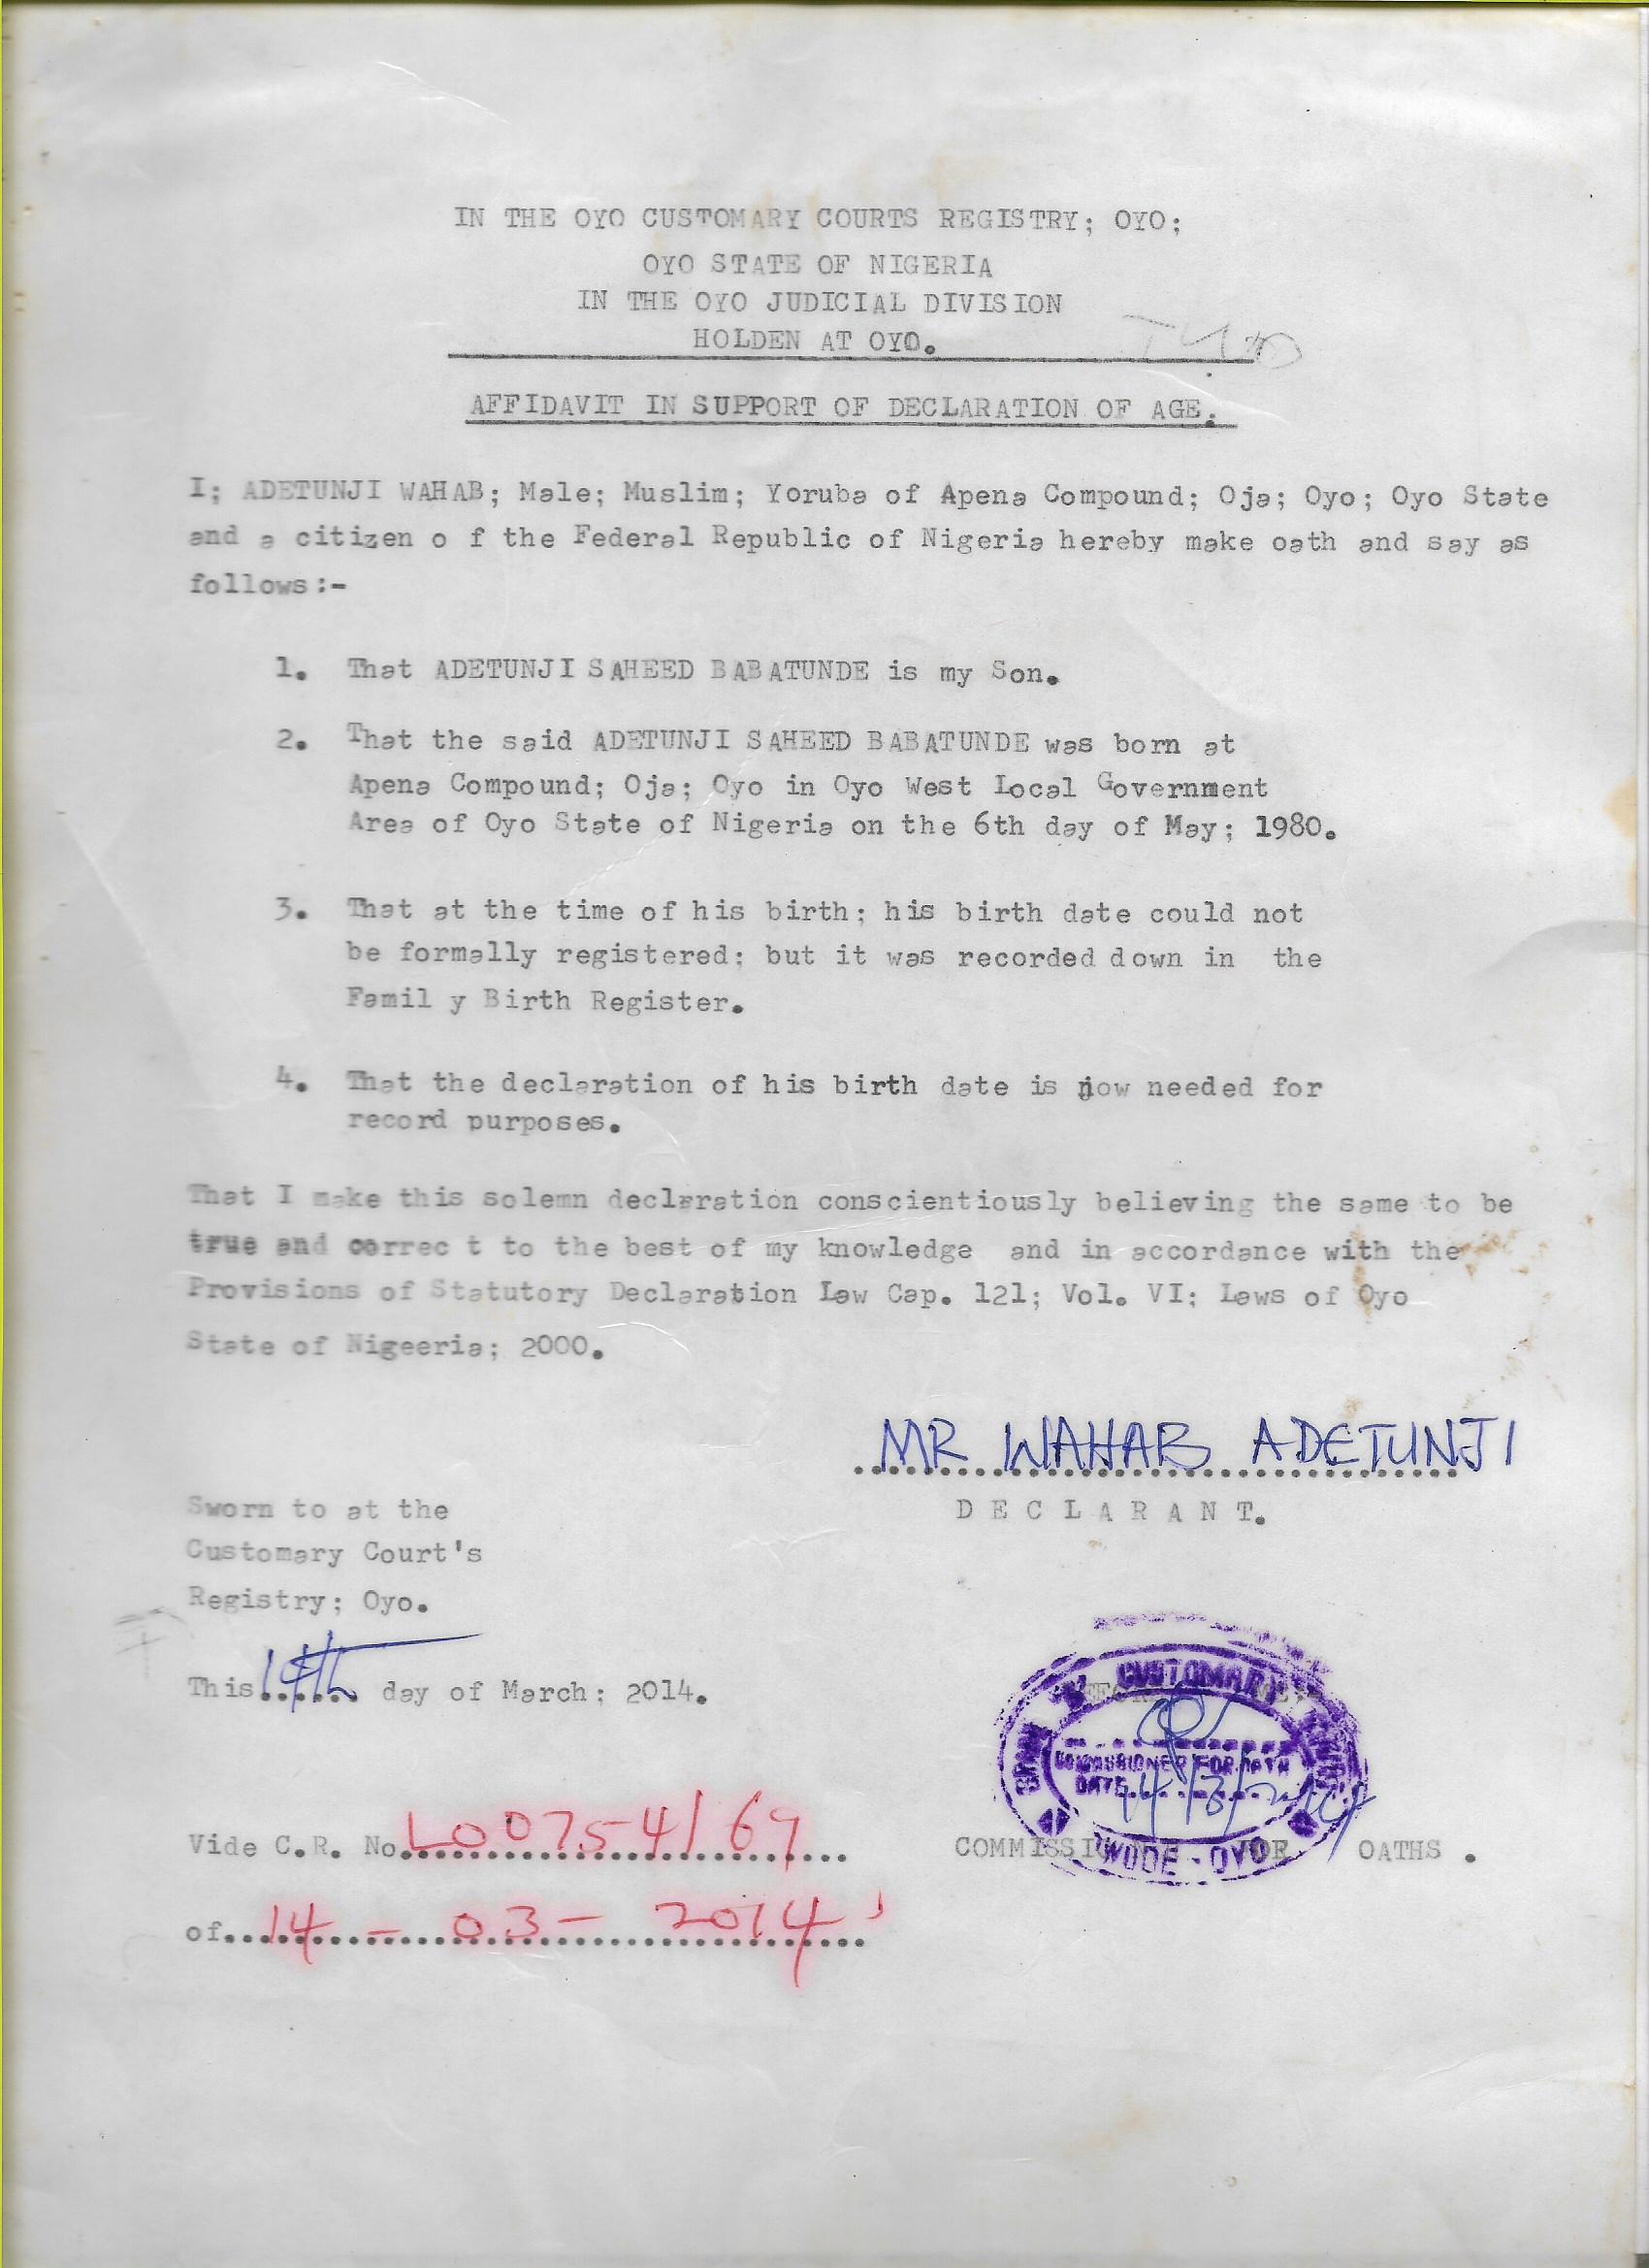 IN THE OYO CUSTOMARY COURTS REGISTRY; OYO;
OYO STATE OF NIGERIA
IN THE OYO JUDICIAL DIVISION
HOLDEN AT OYO.
AFFIDAVIT IN SUPPORT OF DECLARATION OF AGE.
I; ADETUNJI WAHAB; Male; Muslim; Yoruba of Apena Compound; Oja; Oyo; Oyo State
and a citizen o f the Federal Republic of Nigeria hereby make oath and say as
follows:-
1. That ADETUNJI SAHEED BABATUNDE is my Son.
2. That the said ADETUNJI SAHEED BABATUNDE was born at
Apena Compound; Oja; Oyo in Oyo West Local Government
Area of Oyo State of Nigeria on the 6th day of May; 1980.
3. That at the time of his birth; his birth date could not
be formally registered; but it was recorded down in the
Famil y Birth Register.
4. That the declaration of his birth date is now needed for
record purposes.
That I make this solemn declaration conscientiously believing the same to be
true and correc t to the best of my knowledge and in accordance with the
Provisions of Statutory Declaration Law Cap. 121; Vol. VI; Laws of Oyo
State of Nigeeria; 2000.
MR WAHAB ADETUNJI
D E C L A R A N T.
Sworn to at the
Customary Court's
Registry; Oyo.
This 14th day of March; 2014.
CUSTOMARY
COMMISSIONER FOR OATH
DATE 14/3/2014
IWODE - OYO
Vide C.R. No. L00754/67
COMMISSI OATHS .
of 14 - 03 - 2014